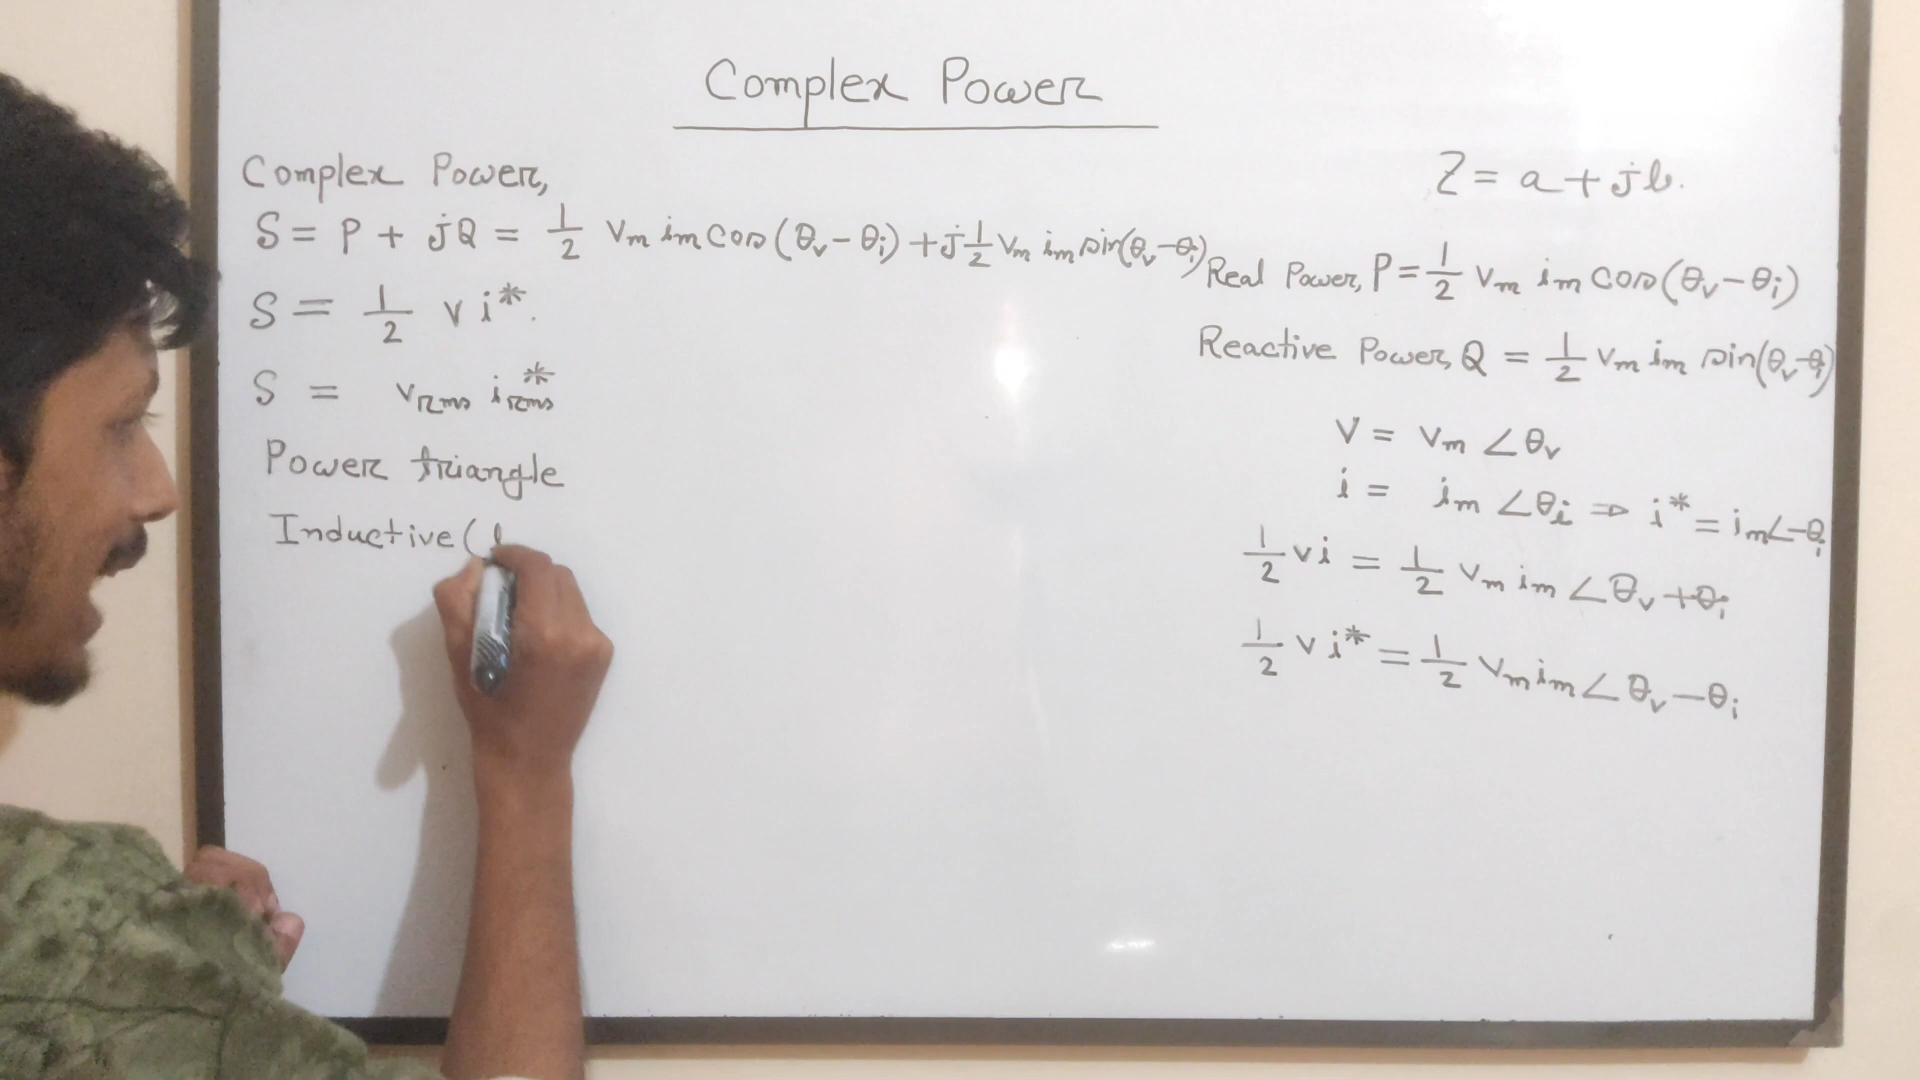 Complex Power
Complex Power,
S = P + jQ = 1/2 Vm im Cos(θv - θi) + j 1/2 Vm im sin(θv - θi)
S = 1/2 v i*.
S = vrms irms*
Power triangle
Inductive (
Z = a + jb.
Real Power, P = 1/2 Vm im Cos(θv - θi)
Reactive Power, Q = 1/2 Vm im sin(θv - θi)
V = Vm ∠θv
i = im ∠θi ⇒ i* = im∠-θi
1/2 vi = 1/2 Vm im ∠θv + θi
1/2 v i* = 1/2 Vm im ∠θv - θi